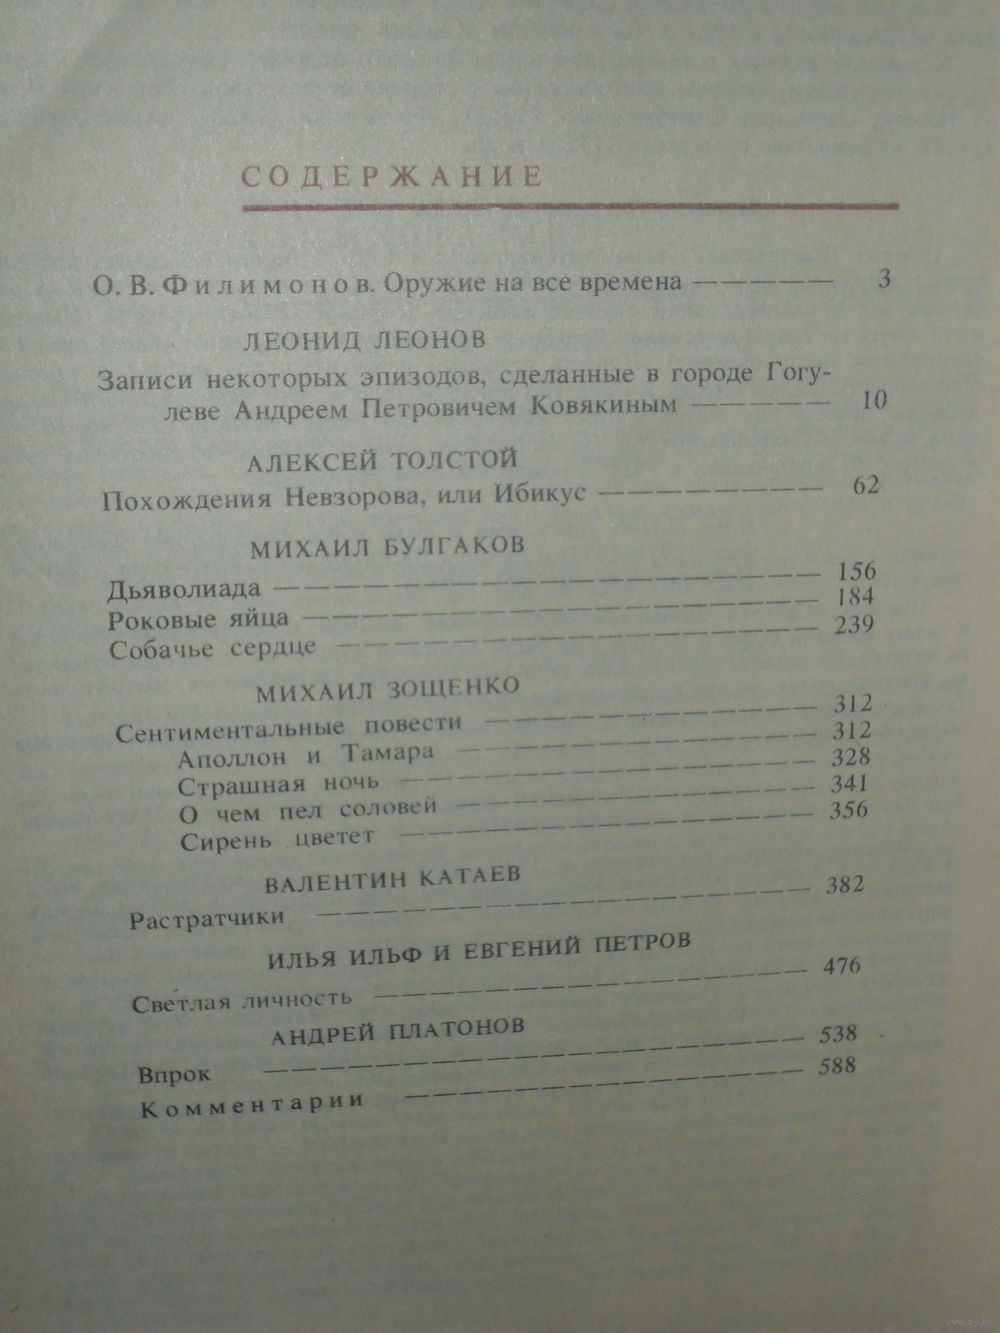 СОДЕРЖАНИЕ
О. В. Филимонов. Оружие на все времена —————— 3
ЛЕОНИД ЛЕОНОВ
Записи некоторых эпизодов, сделанные в городе Гогу-
леве Андреем Петровичем Ковякиным —————— 10
АЛЕКСЕЙ ТОЛСТОЙ
Похождения Невзорова, или Ибикус ———————— 62
МИХАИЛ БУЛГАКОВ
Дьяволиада ——————————————————— 156
Роковые яйца —————————————————— 184
Собачье сердце ————————————————— 239
МИХАИЛ ЗОЩЕНКО
Сентиментальные повести ———————————— 312
Аполлон и Тамара ————————————— 312
Страшная ночь ——————————————— 328
О чем пел соловей ————————————— 341
Сирень цветет ——————————————— 356
ВАЛЕНТИН КАТАЕВ
Растратчики —————————————————— 382
ИЛЬЯ ИЛЬФ И ЕВГЕНИЙ ПЕТРОВ
Светлая личность ———————————————— 476
АНДРЕЙ ПЛАТОНОВ
Впрок ———————————————————— 538
Комментарии ——————————————— 588
www.ay.by